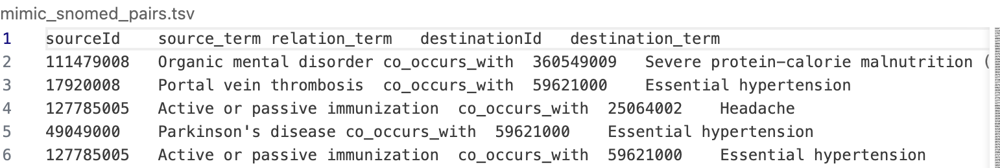 mimic_snomed_pairs.tsv
1 sourceId source_term relation_term destinationId destination_term
2 111479008 Organic mental disorder co_occurs_with 360549009 Severe protein-calorie malnutrition (
3 17920008 Portal vein thrombosis co_occurs_with 59621000 Essential hypertension
4 127785005 Active or passive immunization co_occurs_with 25064002 Headache
5 49049000 Parkinson's disease co_occurs_with 59621000 Essential hypertension
6 127785005 Active or passive immunization co_occurs_with 59621000 Essential hypertension